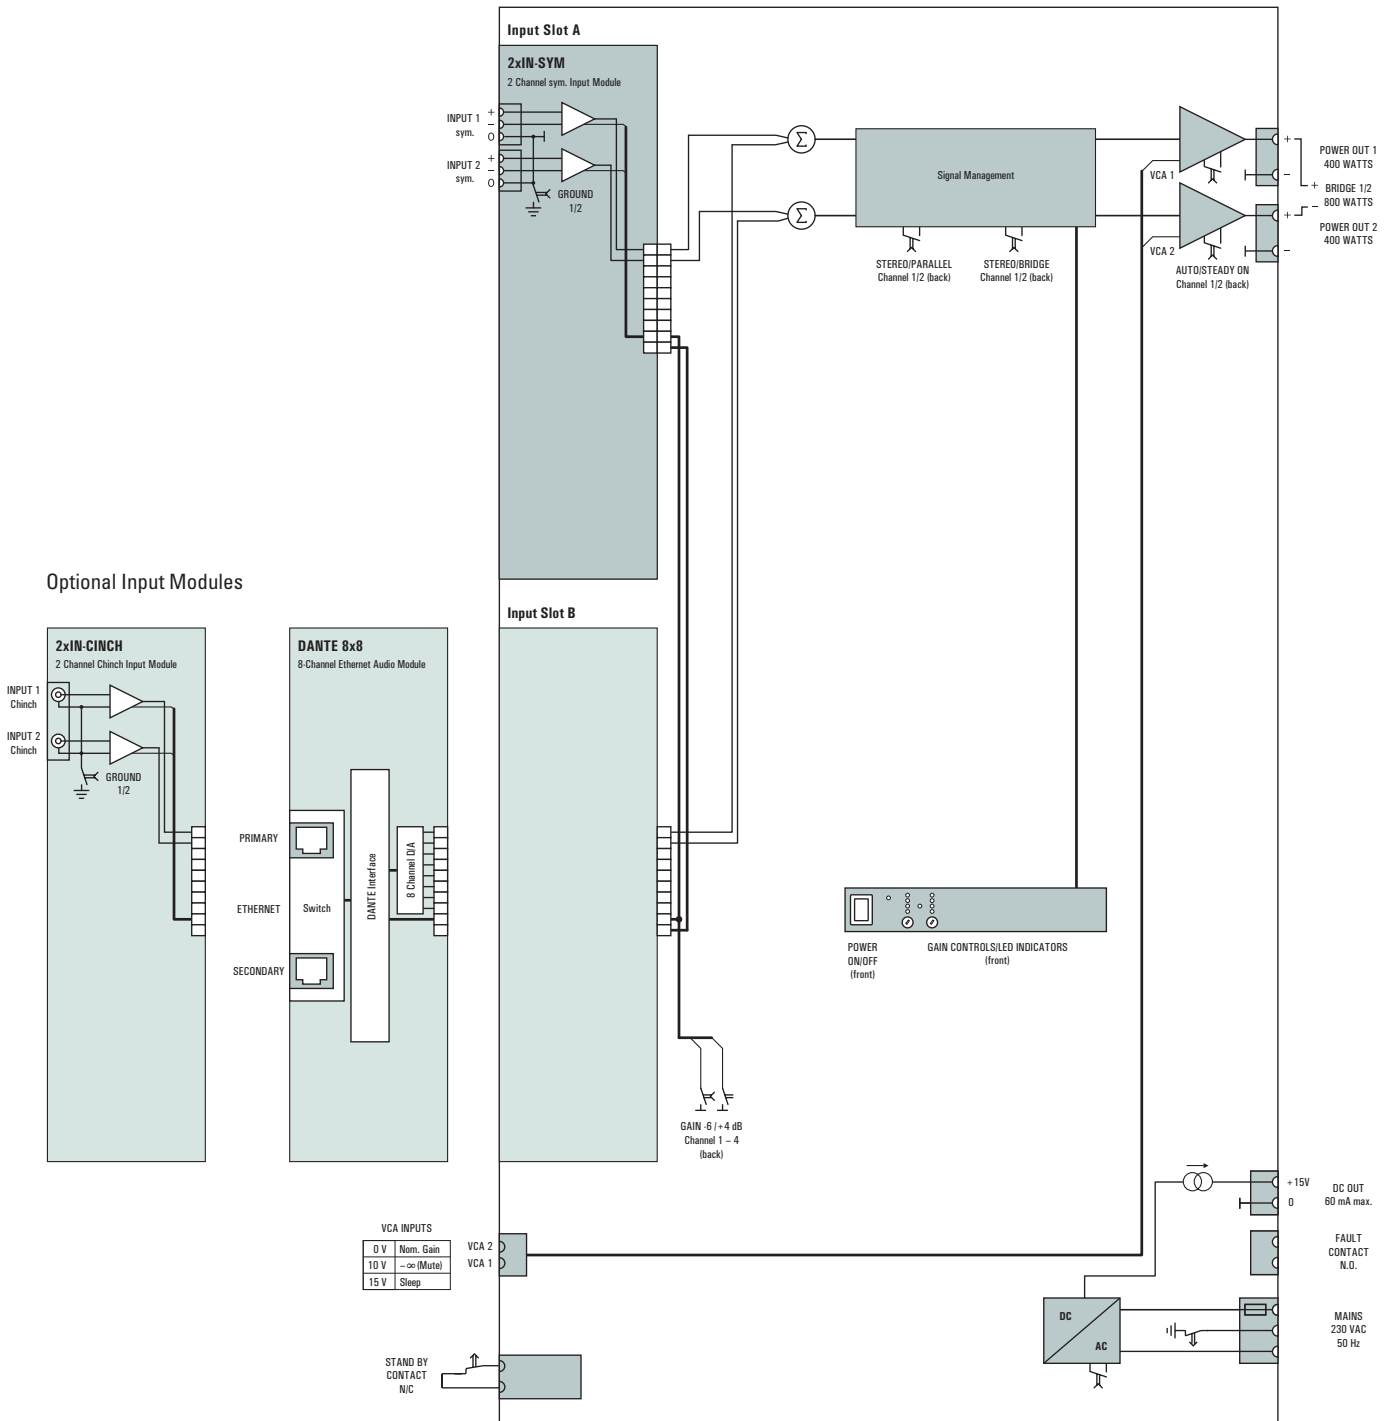 Input Slot A
2xIN-SYM
2 Channel sym. Input Module
INPUT 1
sym.
+
–
0
INPUT 2
sym.
+
–
0
GROUND
1/2
Σ
Σ
Signal Management
STEREO/PARALLEL
Channel 1/2 (back)
STEREO/BRIDGE
Channel 1/2 (back)
VCA 1
VCA 2
AUTO/STEADY ON
Channel 1/2 (back)
+
–
+
–
POWER OUT 1
400 WATTS
+ BRIDGE 1/2
– 800 WATTS
POWER OUT 2
400 WATTS
Optional Input Modules
2xIN-CINCH
2 Channel Chinch Input Module
INPUT 1
Chinch
INPUT 2
Chinch
GROUND
1/2
DANTE 8x8
8-Channel Ethernet Audio Module
PRIMARY
ETHERNET
SECONDARY
Switch
DANTE Interface
8 Channel D/A
Input Slot B
GAIN -6 /+4 dB
Channel 1 – 4
(back)
POWER
ON/OFF
(front)
GAIN CONTROLS/LED INDICATORS
(front)
VCA INPUTS
0 V Nom. Gain
10 V –∞(Mute)
15 V Sleep
VCA 2
VCA 1
STAND BY
CONTACT
N/C
+15V
0
DC OUT
60 mA max.
FAULT
CONTACT
N.O.
DC
AC
MAINS
230 VAC
50 Hz